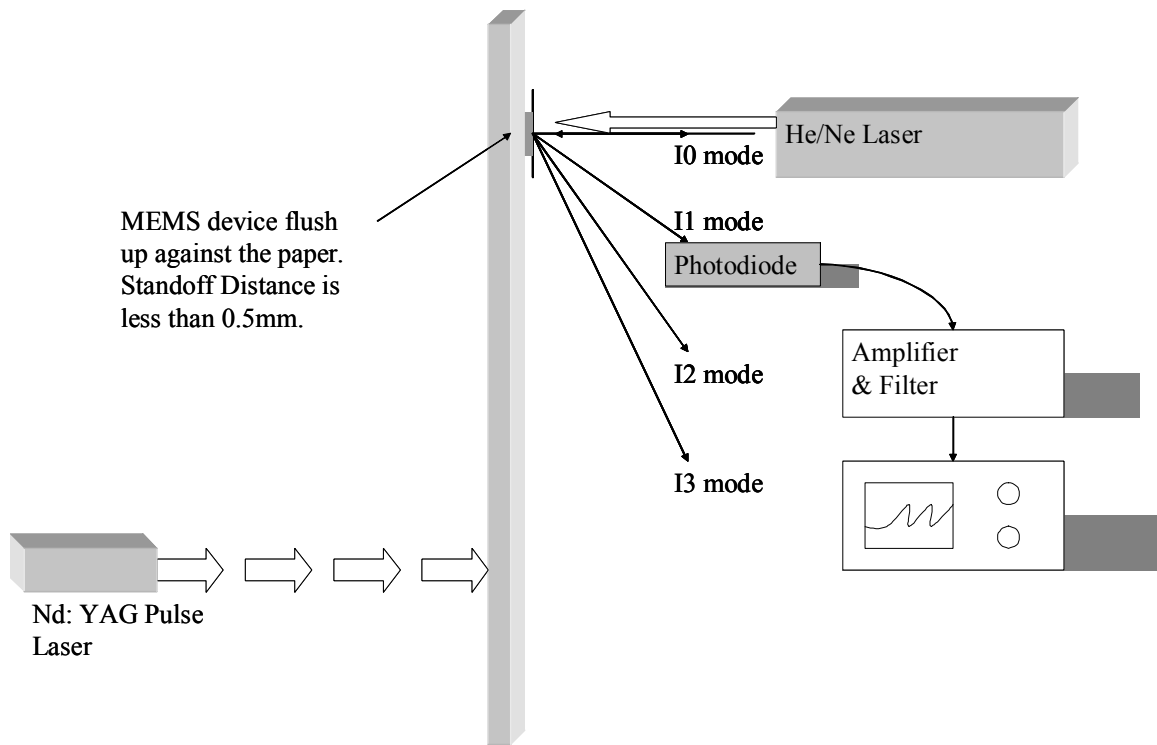 He/Ne Laser
I0 mode
MEMS device flush
up against the paper.
Standoff Distance is
less than 0.5mm.
I1 mode
Photodiode
Amplifier
& Filter
I2 mode
I3 mode
Nd: YAG Pulse
Laser